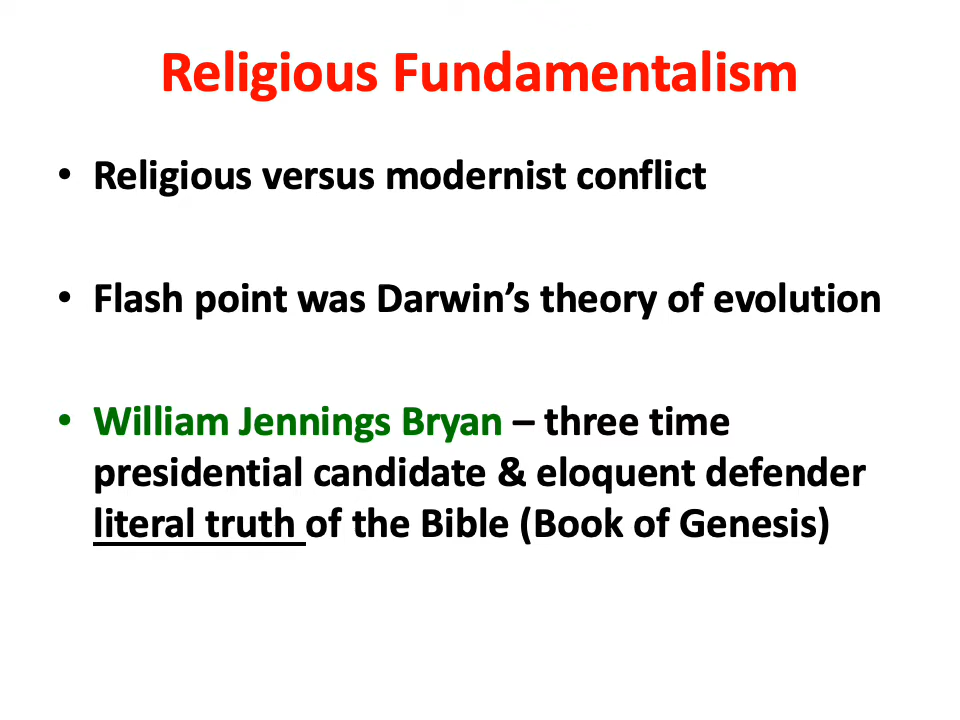 Religious Fundamentalism
• Religious versus modernist conflict
• Flash point was Darwin’s theory of evolution
• William Jennings Bryan – three time
presidential candidate & eloquent defender
literal truth of the Bible (Book of Genesis)